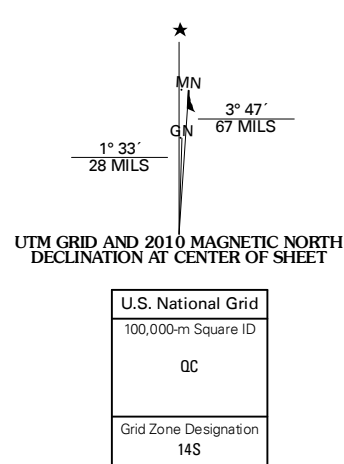 ★
MN
3° 47´
67 MILS
GN
1° 33´
28 MILS
UTM GRID AND 2010 MAGNETIC NORTH
DECLINATION AT CENTER OF SHEET
U.S. National Grid
100,000-m Square ID
QC
Grid Zone Designation
14S